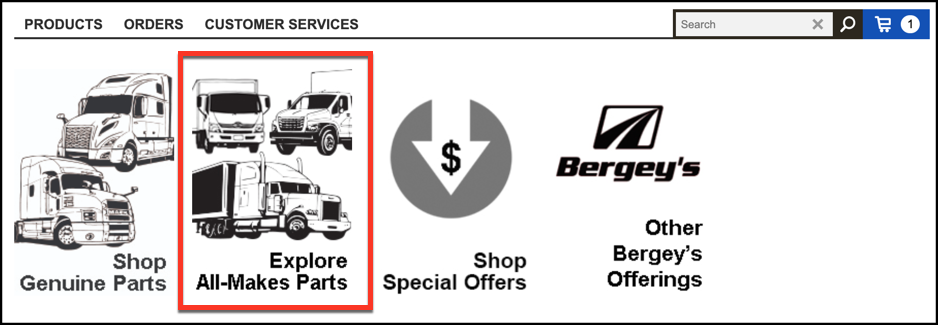 PRODUCTS ORDERS CUSTOMER SERVICES Search 1
Shop
Genuine Parts
Explore
All-Makes Parts
$
Shop
Special Offers
Bergey's
Other
Bergey's
Offerings